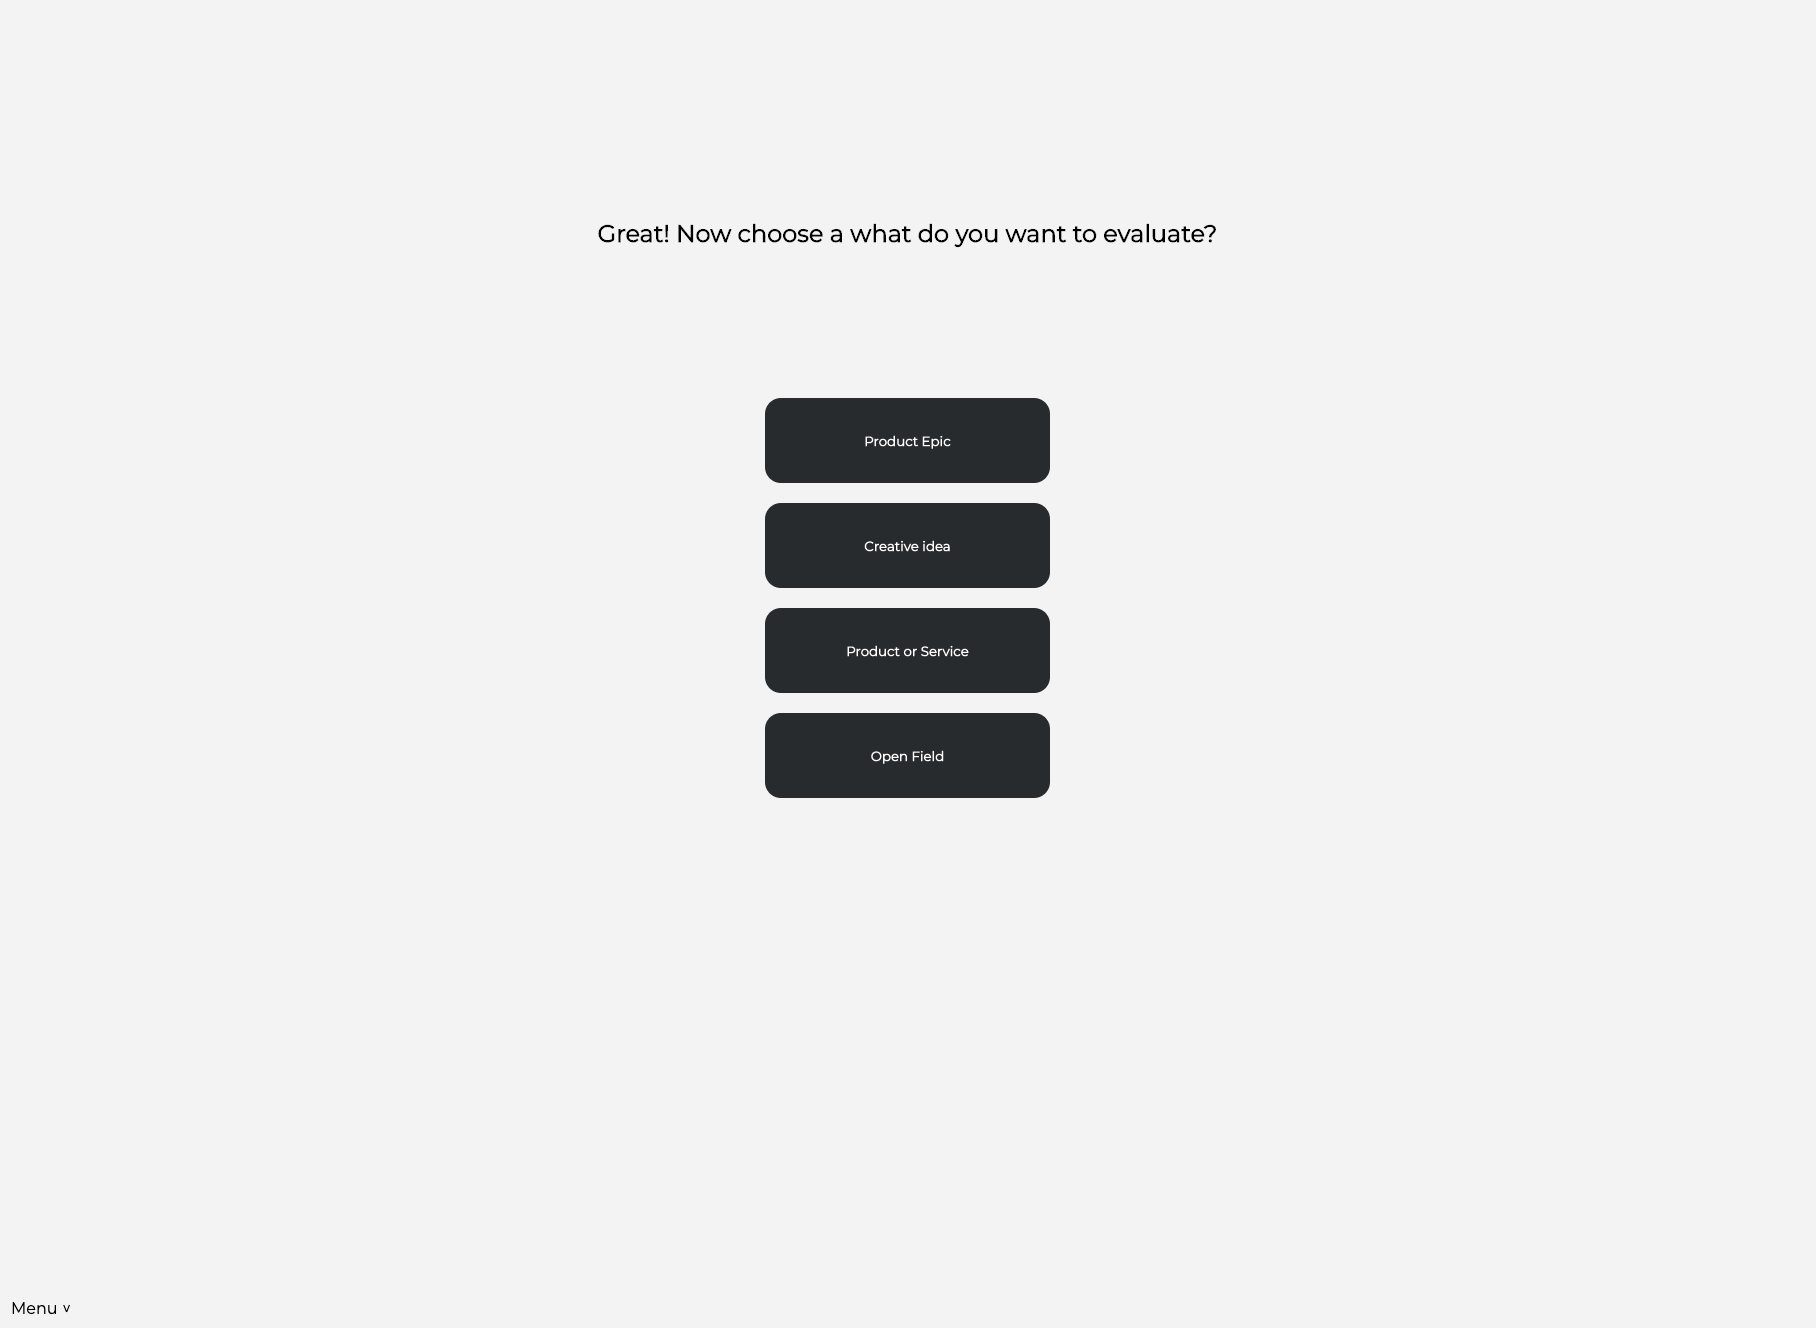 Great! Now choose a what do you want to evaluate?
Product Epic
Creative idea
Product or Service
Open Field
Menu v